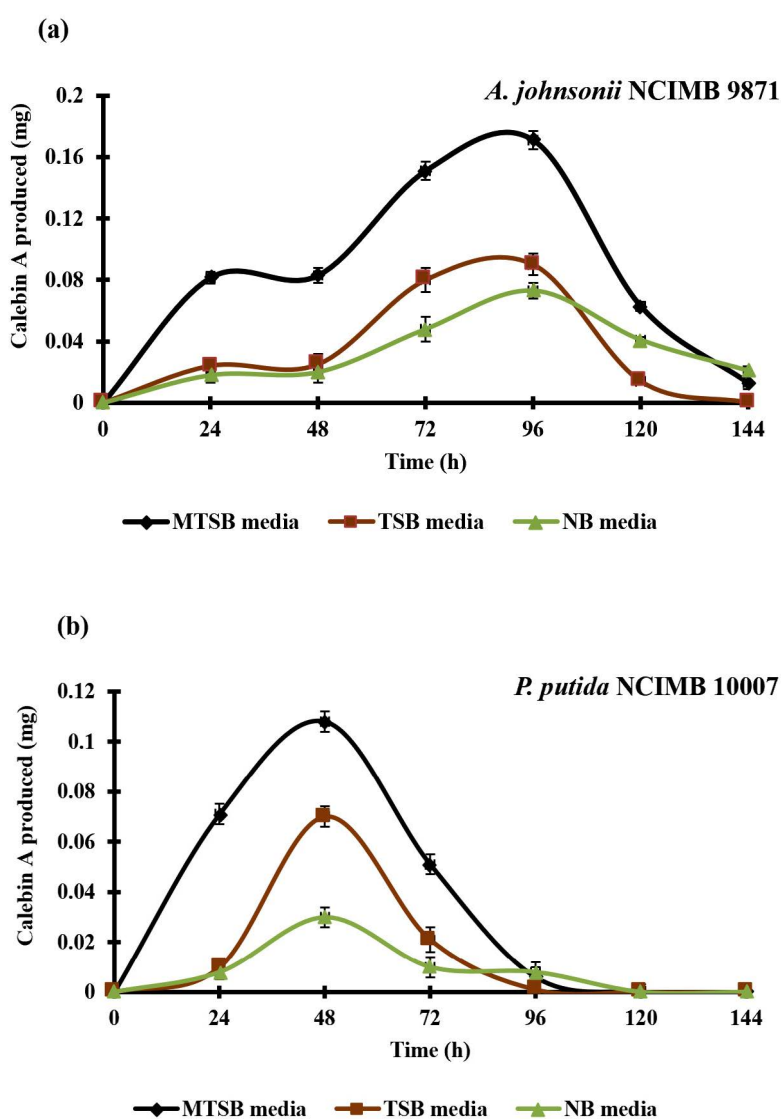 (a)
A. johnsonii NCIMB 9871
Calebin A produced (mg)
0.2
0.16
0.12
0.08
0.04
0
0 24 48 72 96 120 144
Time (h)
MTSB media TSB media NB media
(b)
P. putida NCIMB 10007
Calebin A produced (mg)
0.12
0.1
0.08
0.06
0.04
0.02
0
0 24 48 72 96 120 144
Time (h)
MTSB media TSB media NB media